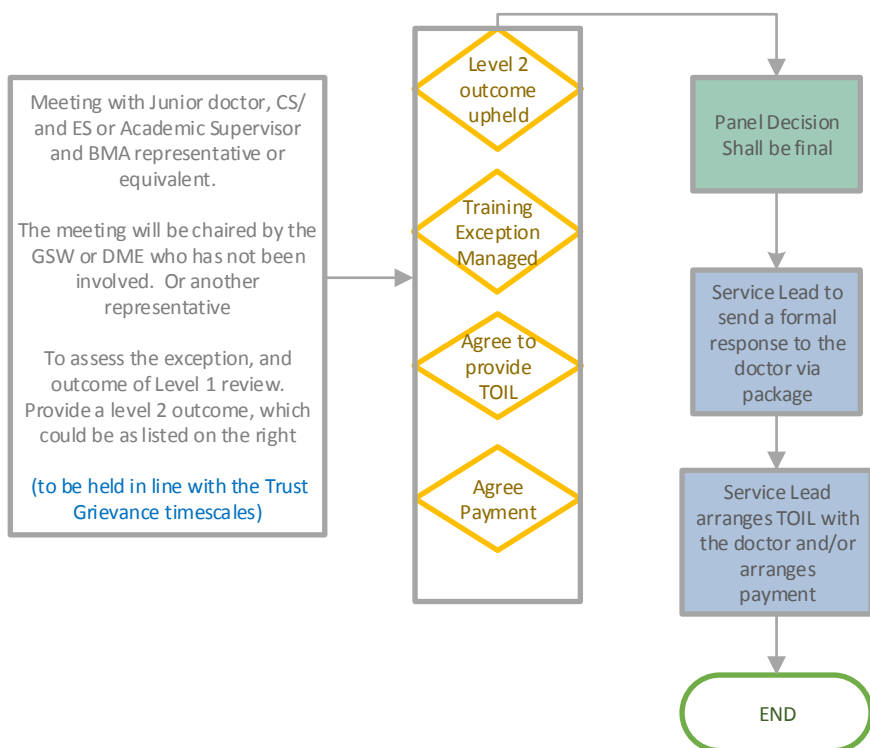 Meeting with Junior doctor, CS/
and ES or Academic Supervisor
and BMA representative or
equivalent.
The meeting will be chaired by the
GSW or DME who has not been
involved.  Or another
representative
To assess the exception, and
outcome of Level 1 review.
Provide a level 2 outcome, which
could be as listed on the right
(to be held in line with the Trust
Grievance timescales)
Level 2
outcome
upheld
Training
Exception
Managed
Agree to
provide
TOIL
Agree
Payment
Panel Decision
Shall be final
Service Lead to
send a formal
response to the
doctor via
package
Service Lead
arranges TOIL with
the doctor and/or
arranges
payment
END